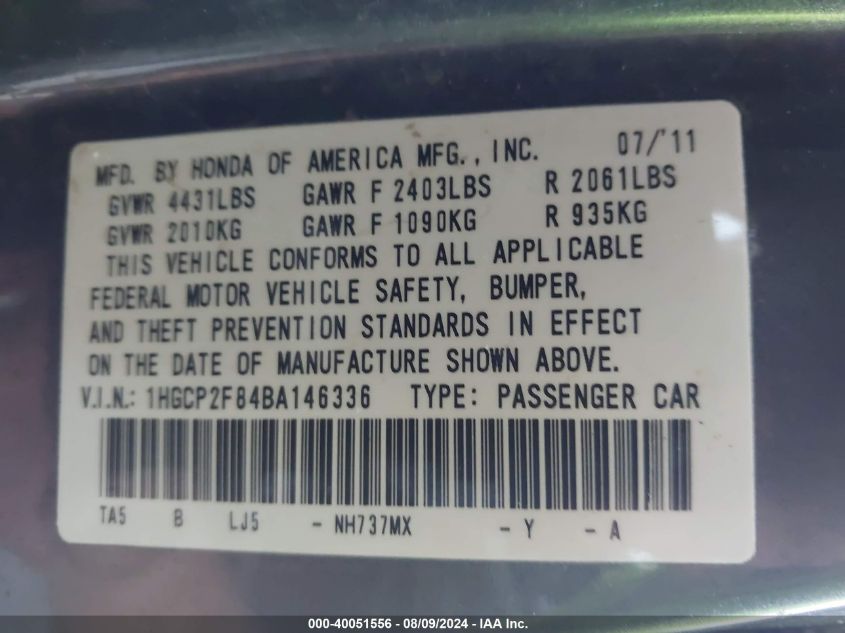 MFD. BY HONDA OF AMERICA MFG., INC. 07/'11
GVWR 4431LBS GAWR F 2403LBS R 2061LBS
GVWR 2010KG GAWR F 1090KG R 935KG
THIS VEHICLE CONFORMS TO ALL APPLICABLE
FEDERAL MOTOR VEHICLE SAFETY, BUMPER,
AND THEFT PREVENTION STANDARDS IN EFFECT
ON THE DATE OF MANUFACTURE SHOWN ABOVE.
V.I.N.: 1HGCP2F84BA146336 TYPE: PASSENGER CAR
TA5 B LJ5 - NH737MX - Y - A
000-40051556 - 08/09/2024 - IAA Inc.